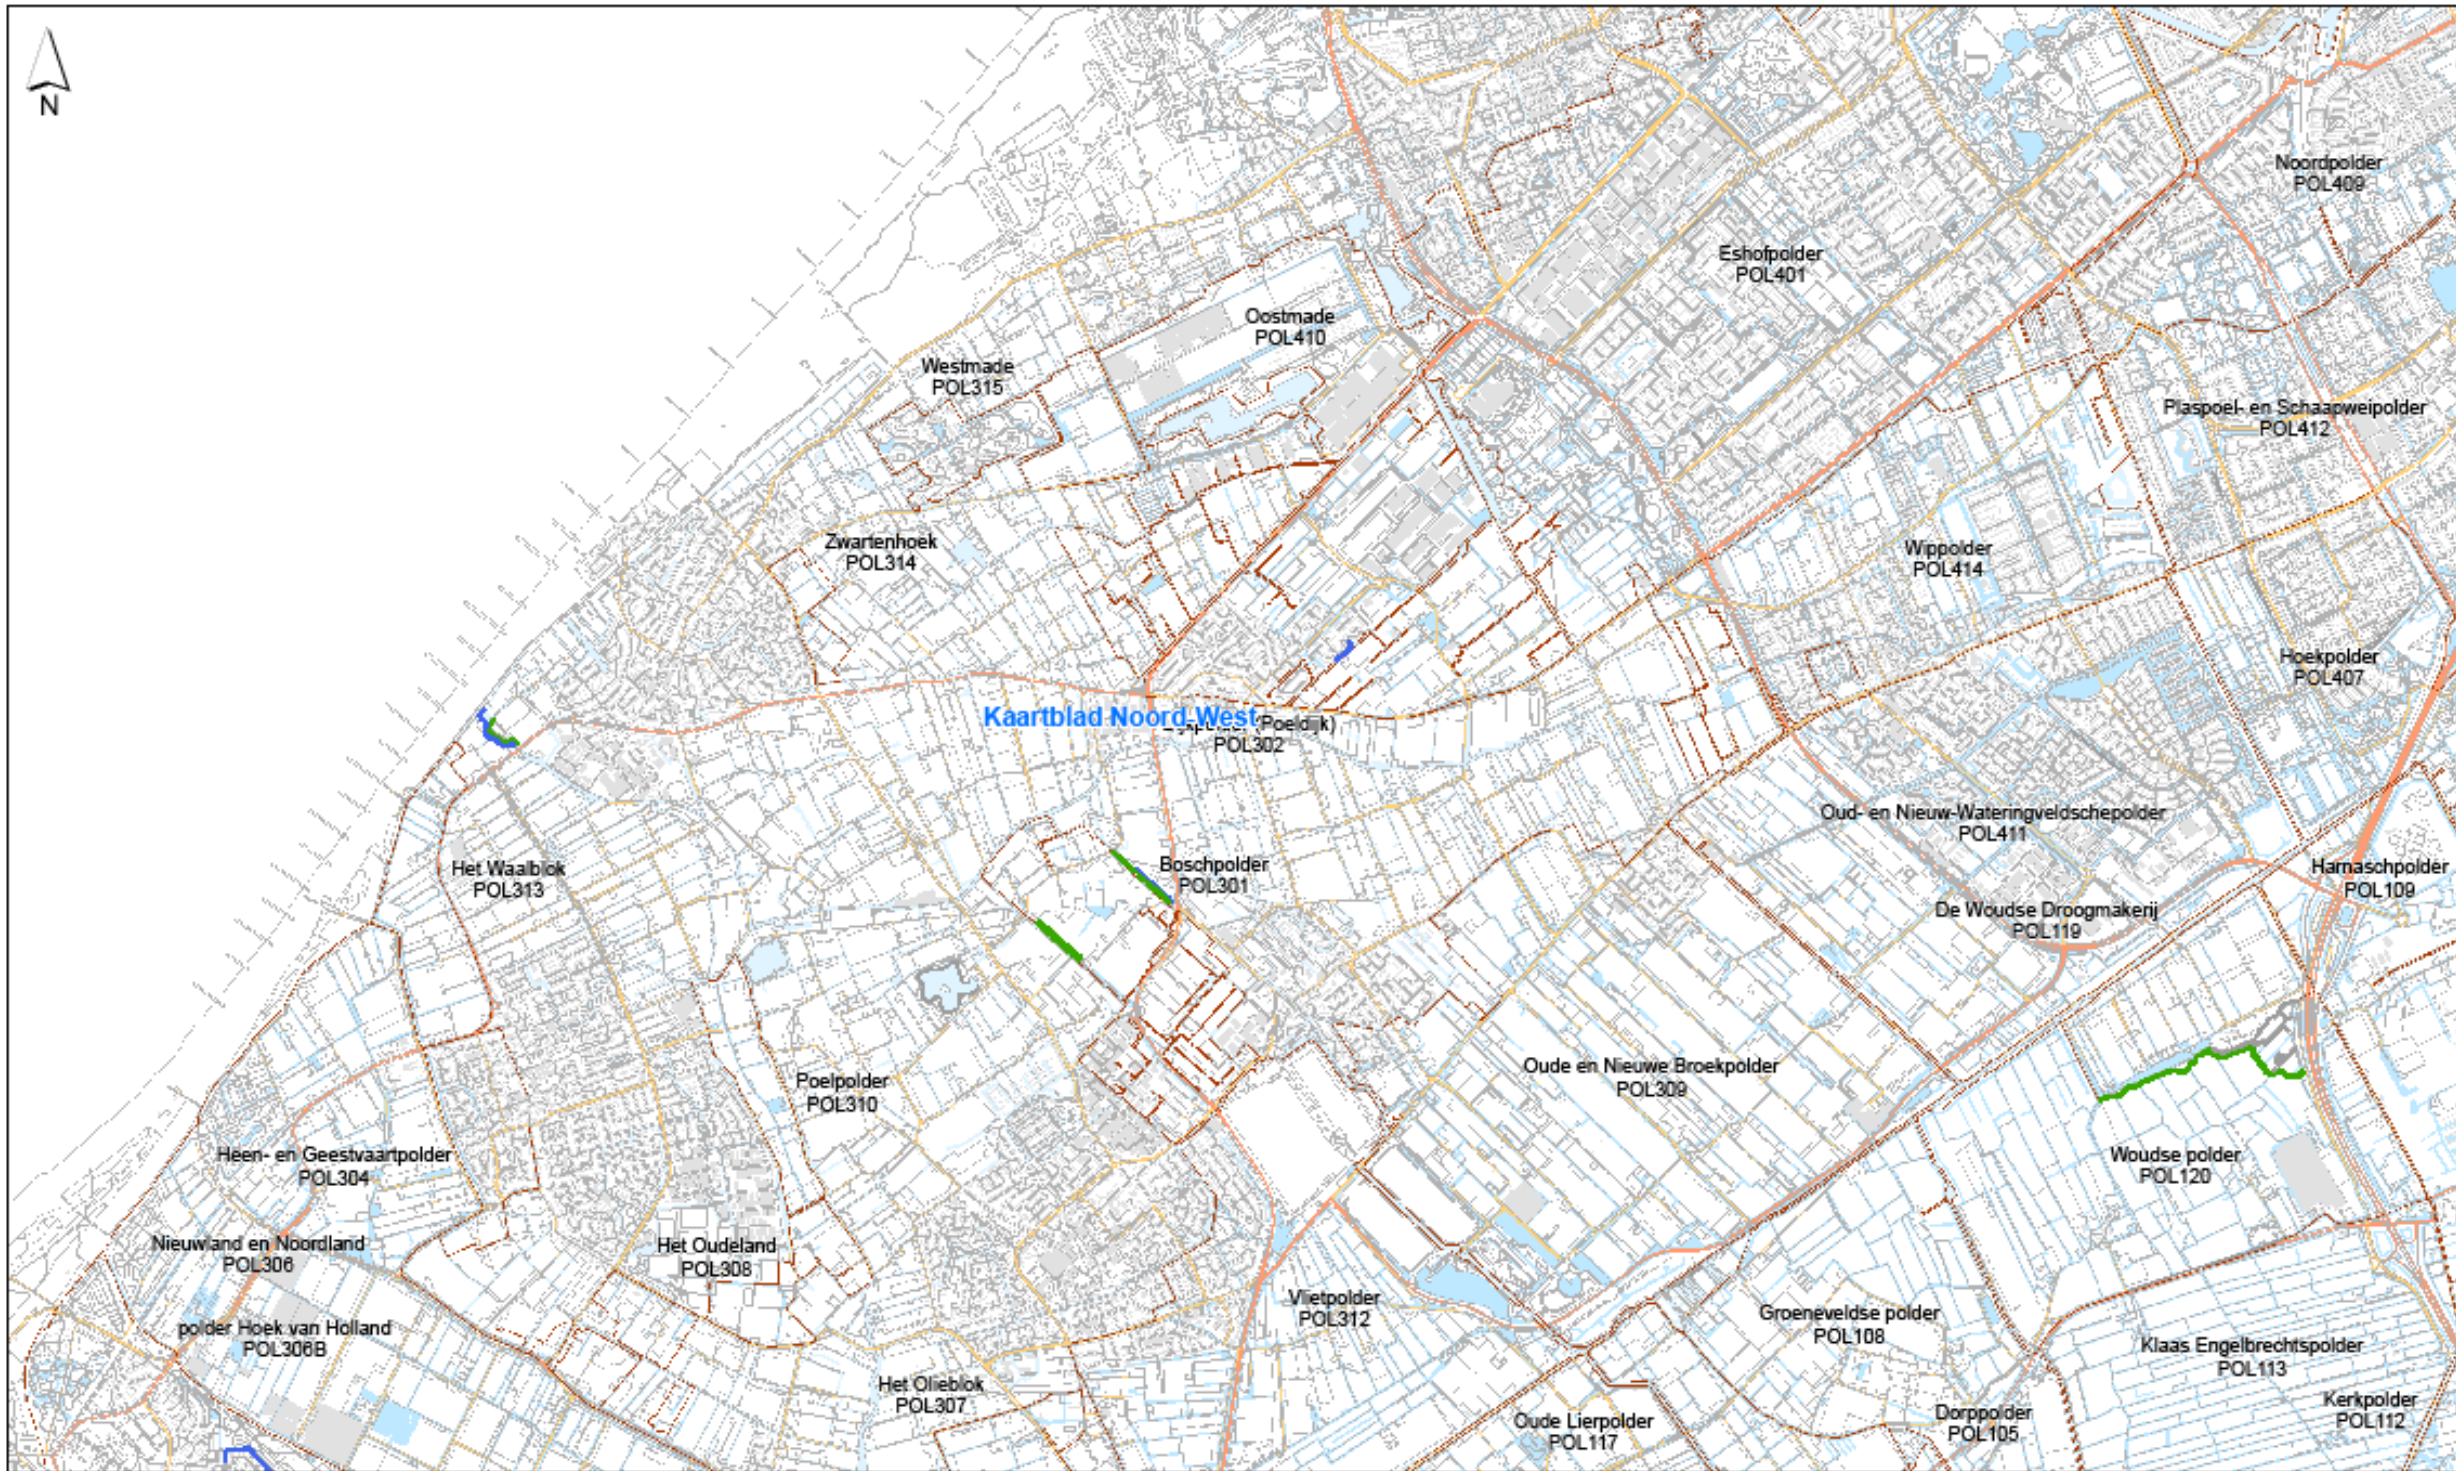 N
Noordpolder
POL409
Eshofpolder
POL401
Oostmade
POL410
Westmade
POL315
Plaspoel- en Schaapweipolder
POL412
Zwartenhoek
POL314
Wippolder
POL414
Hoekpolder
POL407
Kaartblad Noord-West
(Poeldijk)
POL302
Oud- en Nieuw-Wateringveldschepolder
POL411
Het Waalblok
POL313
Boschpolder
POL301
Harnaschpolder
POL109
De Woudse Droogmakerij
POL119
Oude en Nieuwe Broekpolder
POL309
Poelpolder
POL310
Heen- en Geestvaartpolder
POL304
Woudse polder
POL120
Nieuwland en Noordland
POL306
Het Oudeland
POL308
Vlietpolder
POL312
Groeneveldse polder
POL108
polder Hoek van Holland
POL306B
Klaas Engelbrechtspolder
POL113
Het Olieblok
POL307
Oude Lierpolder
POL117
Dorppolder
POL105
Kerkpolder
POL112